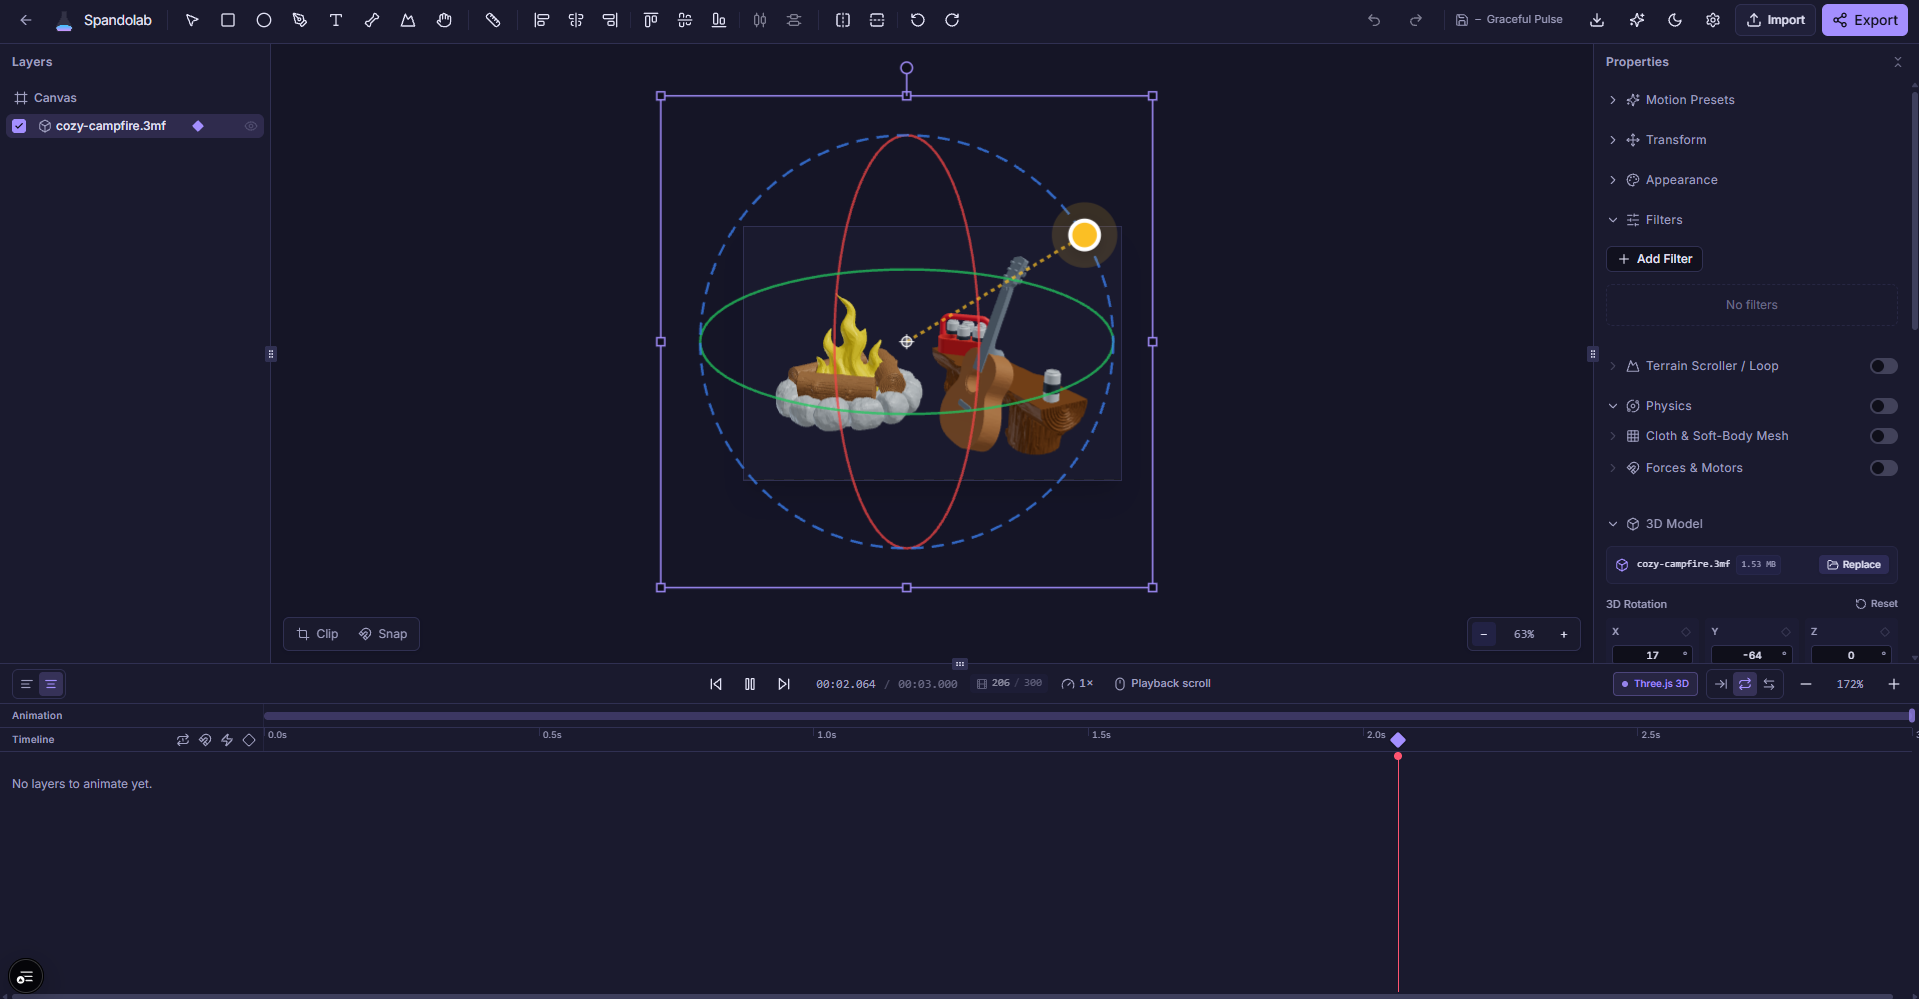 Spandolab
T
– Graceful Pulse
Import
Export
Layers
Canvas
cozy-campfire.3mf
Clip
Snap
− 63% +
Properties
Motion Presets
Transform
Appearance
Filters
+ Add Filter
No filters
Terrain Scroller / Loop
Physics
Cloth & Soft-Body Mesh
Forces & Motors
3D Model
cozy-campfire.3mf 1.53 MB Replace
3D Rotation Reset
X Y Z
17 ° -64 ° 0 °
00:02.064 / 00:03.000 206 / 300 1× Playback scroll
Three.js 3D
− 172% +
Animation
Timeline
0.0s 0.5s 1.0s 1.5s 2.0s 2.5s
No layers to animate yet.